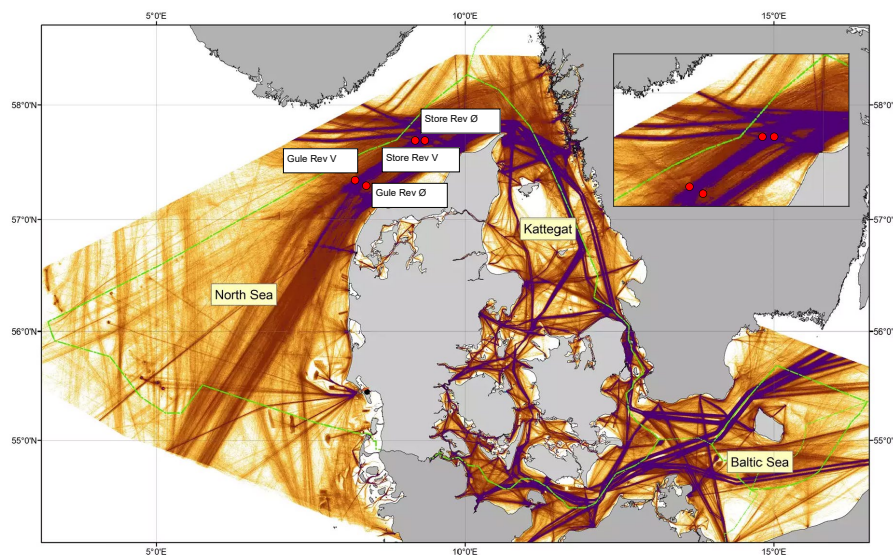 5°0'E
10°0'E
15°0'E
58°0'N
58°0'N
Store Rev Ø
Gule Rev V
Store Rev V
Gule Rev Ø
57°0'N
57°0'N
Kattegat
North Sea
56°0'N
56°0'N
55°0'N
55°0'N
Baltic Sea
5°0'E
10°0'E
15°0'E